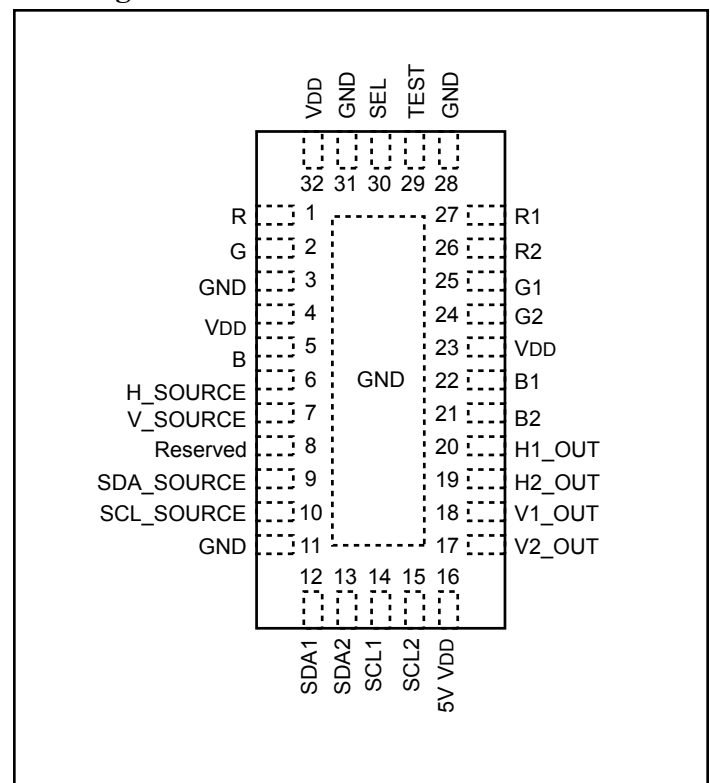 VDD
GND
SEL
TEST
GND
32 31 30 29 28
R 1 27 R1
G 2 26 R2
GND 3 25 G1
VDD 4 24 G2
B 5 23 VDD
H_SOURCE 6 GND 22 B1
V_SOURCE 7 21 B2
Reserved 8 20 H1_OUT
SDA_SOURCE 9 19 H2_OUT
SCL_SOURCE 10 18 V1_OUT
GND 11 17 V2_OUT
12 13 14 15 16
SDA1
SDA2
SCL1
SCL2
5V VDD